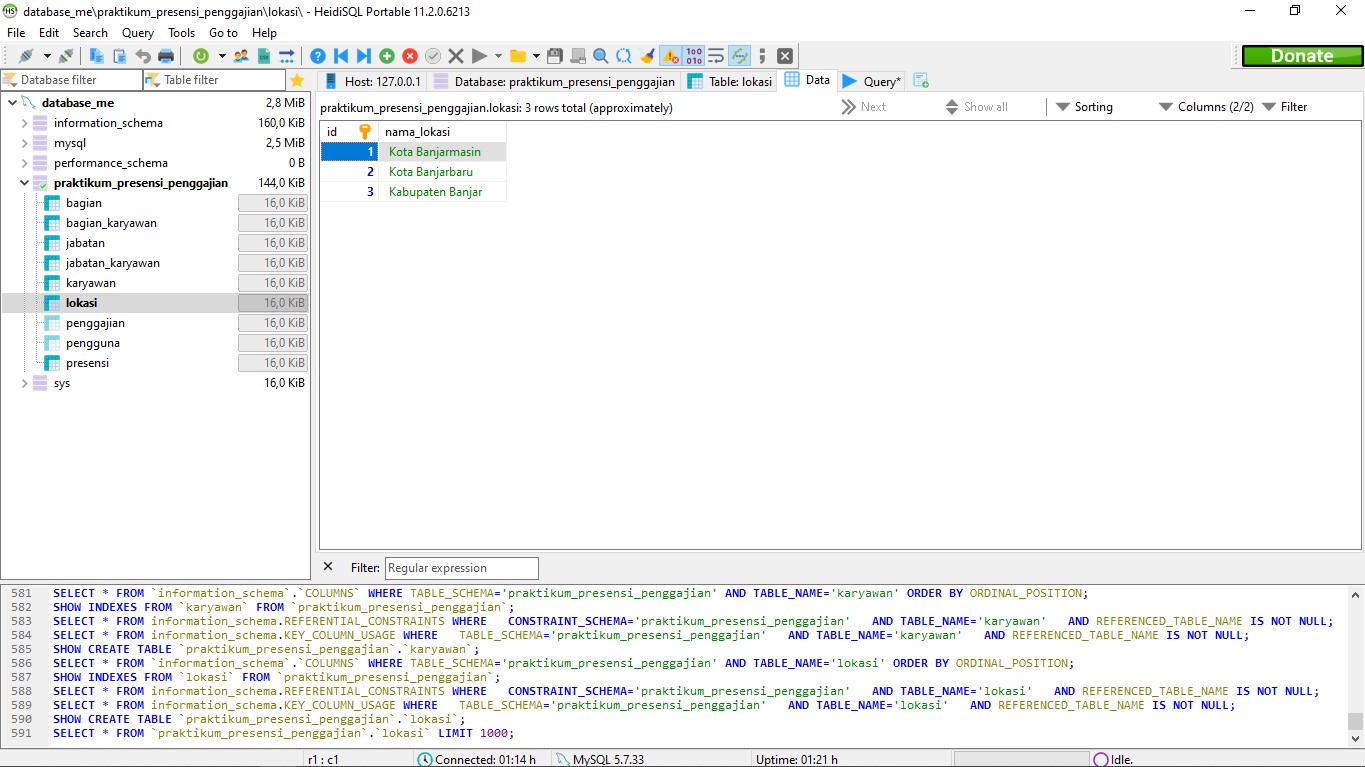 database_me\praktikum_presensi_penggajian\lokasi\ - HeidiSQL Portable 11.2.0.6213
File Edit Search Query Tools Go to Help
Donate
Database filter Table filter
Host: 127.0.0.1 Database: praktikum_presensi_penggajian Table: lokasi Data Query*
praktikum_presensi_penggajian.lokasi: 3 rows total (approximately) Next Show all Sorting Columns (2/2) Filter
database_me 2,8 MiB
information_schema 160,0 KiB
mysql 2,5 MiB
performance_schema 0 B
praktikum_presensi_penggajian 144,0 KiB
bagian 16,0 KiB
bagian_karyawan 16,0 KiB
jabatan 16,0 KiB
jabatan_karyawan 16,0 KiB
karyawan 16,0 KiB
lokasi 16,0 KiB
penggajian 16,0 KiB
pengguna 16,0 KiB
presensi 16,0 KiB
sys 16,0 KiB
id nama_lokasi
1 Kota Banjarmasin
2 Kota Banjarbaru
3 Kabupaten Banjar
Filter: Regular expression
581 SELECT * FROM `information_schema`.`COLUMNS` WHERE TABLE_SCHEMA='praktikum_presensi_penggajian' AND TABLE_NAME='karyawan' ORDER BY ORDINAL_POSITION;
582 SHOW INDEXES FROM `karyawan` FROM `praktikum_presensi_penggajian`;
583 SELECT * FROM information_schema.REFERENTIAL_CONSTRAINTS WHERE CONSTRAINT_SCHEMA='praktikum_presensi_penggajian' AND TABLE_NAME='karyawan' AND REFERENCED_TABLE_NAME IS NOT NULL;
584 SELECT * FROM information_schema.KEY_COLUMN_USAGE WHERE TABLE_SCHEMA='praktikum_presensi_penggajian' AND TABLE_NAME='karyawan' AND REFERENCED_TABLE_NAME IS NOT NULL;
585 SHOW CREATE TABLE `praktikum_presensi_penggajian`.`karyawan`;
586 SELECT * FROM `information_schema`.`COLUMNS` WHERE TABLE_SCHEMA='praktikum_presensi_penggajian' AND TABLE_NAME='lokasi' ORDER BY ORDINAL_POSITION;
587 SHOW INDEXES FROM `lokasi` FROM `praktikum_presensi_penggajian`;
588 SELECT * FROM information_schema.REFERENTIAL_CONSTRAINTS WHERE CONSTRAINT_SCHEMA='praktikum_presensi_penggajian' AND TABLE_NAME='lokasi' AND REFERENCED_TABLE_NAME IS NOT NULL;
589 SELECT * FROM information_schema.KEY_COLUMN_USAGE WHERE TABLE_SCHEMA='praktikum_presensi_penggajian' AND TABLE_NAME='lokasi' AND REFERENCED_TABLE_NAME IS NOT NULL;
590 SHOW CREATE TABLE `praktikum_presensi_penggajian`.`lokasi`;
591 SELECT * FROM `praktikum_presensi_penggajian`.`lokasi` LIMIT 1000;
r1 : c1 Connected: 01:14 h MySQL 5.7.33 Uptime: 01:21 h Idle.